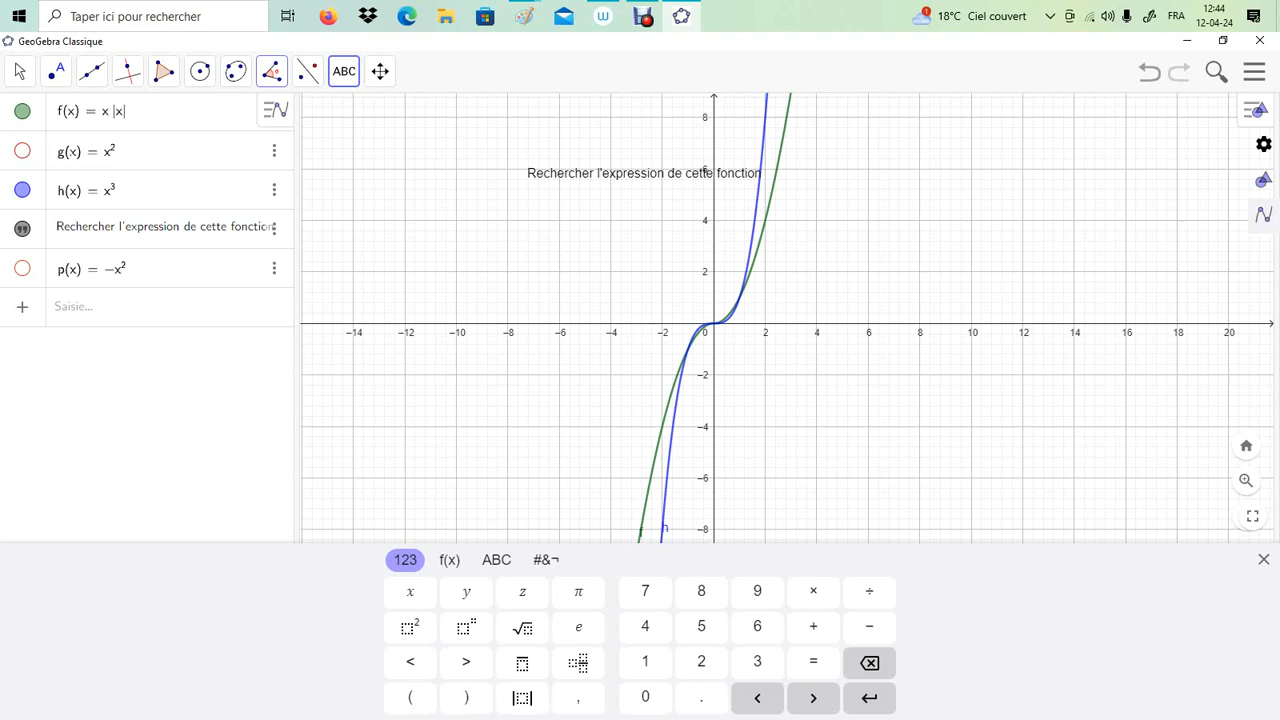 Taper ici pour rechercher
18°C Ciel couvert
FRA
12:44
12-04-24
GeoGebra Classique
A
ABC
f(x) = x |x|
g(x) = x²
h(x) = x³
Rechercher l'expression de cette fonction
p(x) = −x²
+ Saisie...
Rechercher l'expression de cette fonction
8
6
4
2
−14 −12 −10 −8 −6 −4 −2 0 2 4 6 8 10 12 14 16 18 20
−2
−4
−6
−8
f h
123 f(x) ABC #&¬
x y z π 7 8 9 × ÷
² √ e 4 5 6 + −
< > 1 2 3 =
( ) | | , 0 . < >